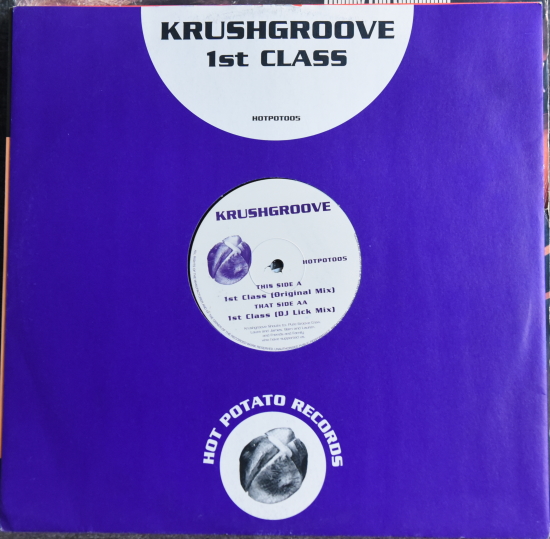 KRUSHGROOVE
1st CLASS
HOTPOT005
KRUSHGROOVE
HOTPOT005
THIS SIDE A
1st Class (Original Mix)
THAT SIDE AA
1st Class (DJ Lick Mix)
HOT POTATO RECORDS